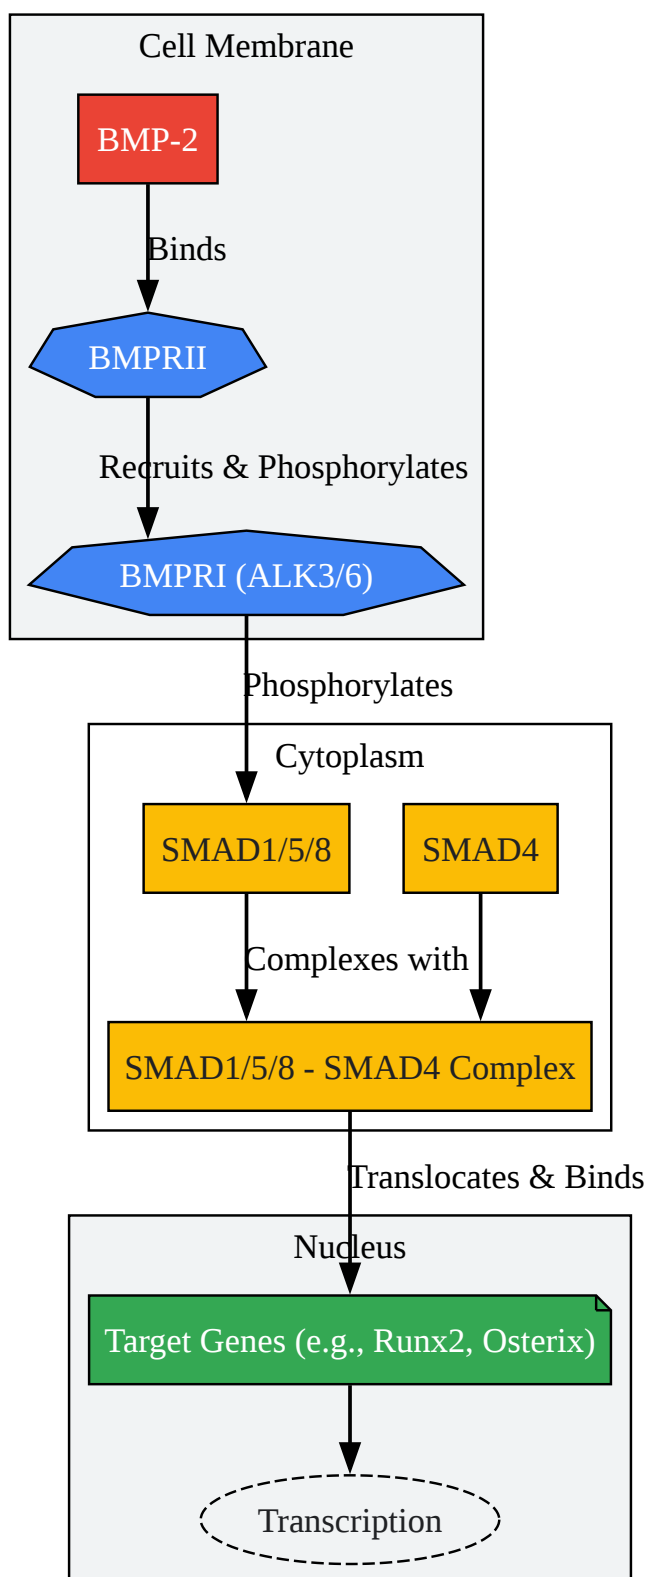 Cell Membrane
BMP-2
Binds
BMPRII
Recruits & Phosphorylates
BMPRI (ALK3/6)
Phosphorylates
Cytoplasm
SMAD1/5/8
SMAD4
Complexes with
SMAD1/5/8 - SMAD4 Complex
Translocates & Binds
Nucleus
Target Genes (e.g., Runx2, Osterix)
Transcription